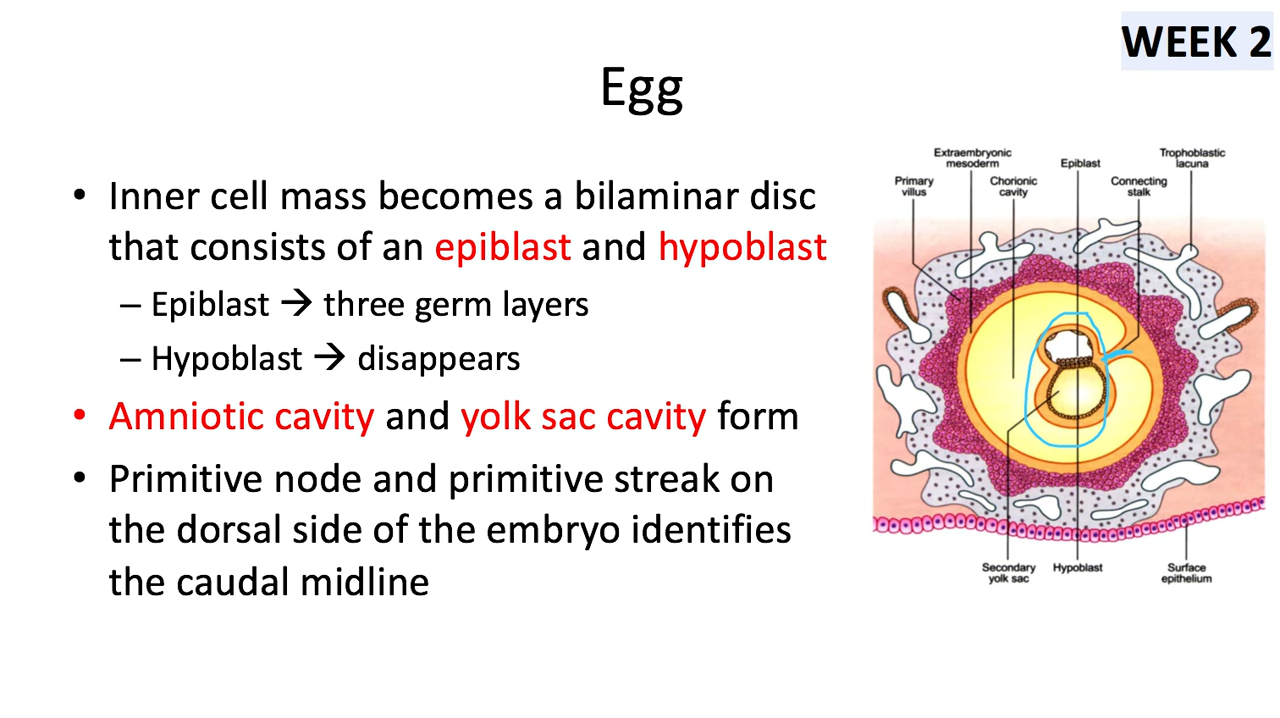 WEEK 2
Egg
• Inner cell mass becomes a bilaminar disc
that consists of an epiblast and hypoblast
– Epiblast → three germ layers
– Hypoblast → disappears
• Amniotic cavity and yolk sac cavity form
• Primitive node and primitive streak on
the dorsal side of the embryo identifies
the caudal midline
Extraembryonic
mesoderm
Epiblast
Trophoblastic
lacuna
Primary
villus
Chorionic
cavity
Connecting
stalk
Secondary
yolk sac
Hypoblast
Surface
epithelium